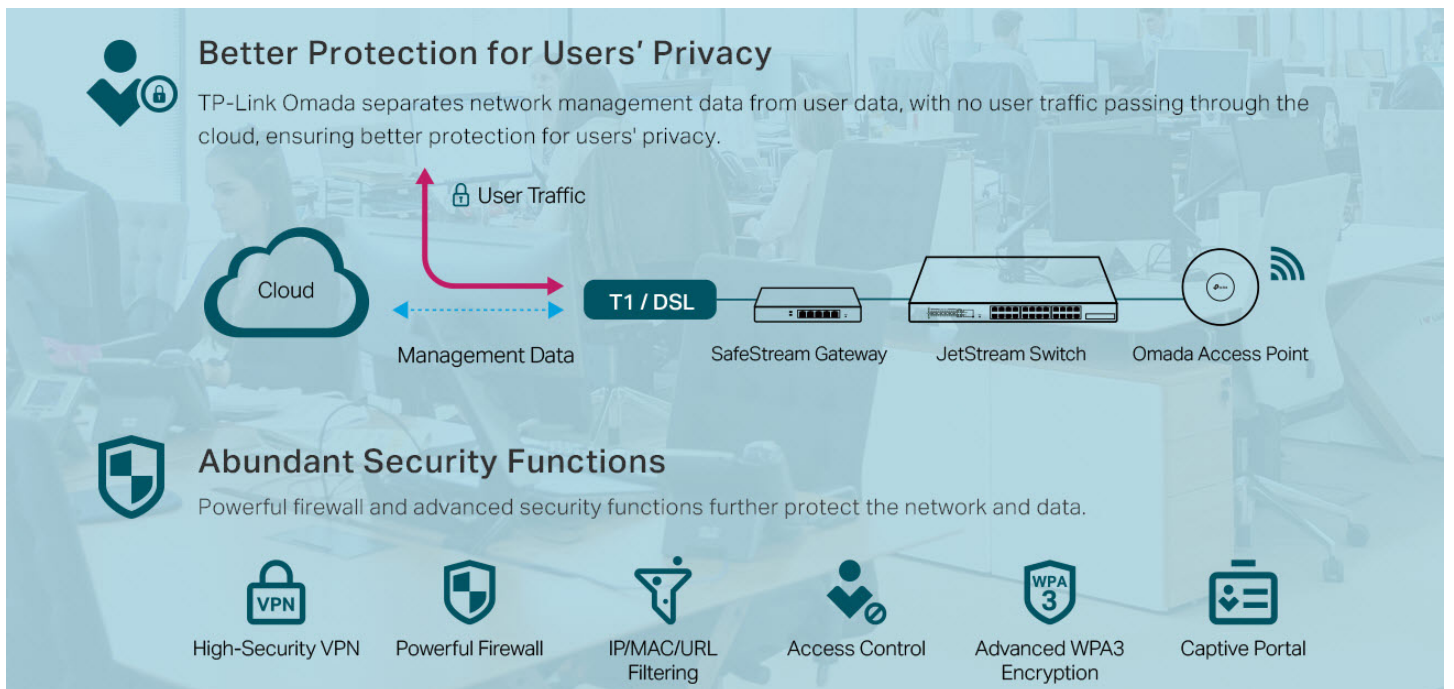 Better Protection for Users' Privacy
TP-Link Omada separates network management data from user data, with no user traffic passing through the
cloud, ensuring better protection for users' privacy.
User Traffic
Cloud
T1 / DSL
Management Data
SafeStream Gateway
JetStream Switch
Omada Access Point
Abundant Security Functions
Powerful firewall and advanced security functions further protect the network and data.
VPN
WPA
3
High-Security VPN
Powerful Firewall
IP/MAC/URL
Filtering
Access Control
Advanced WPA3
Encryption
Captive Portal